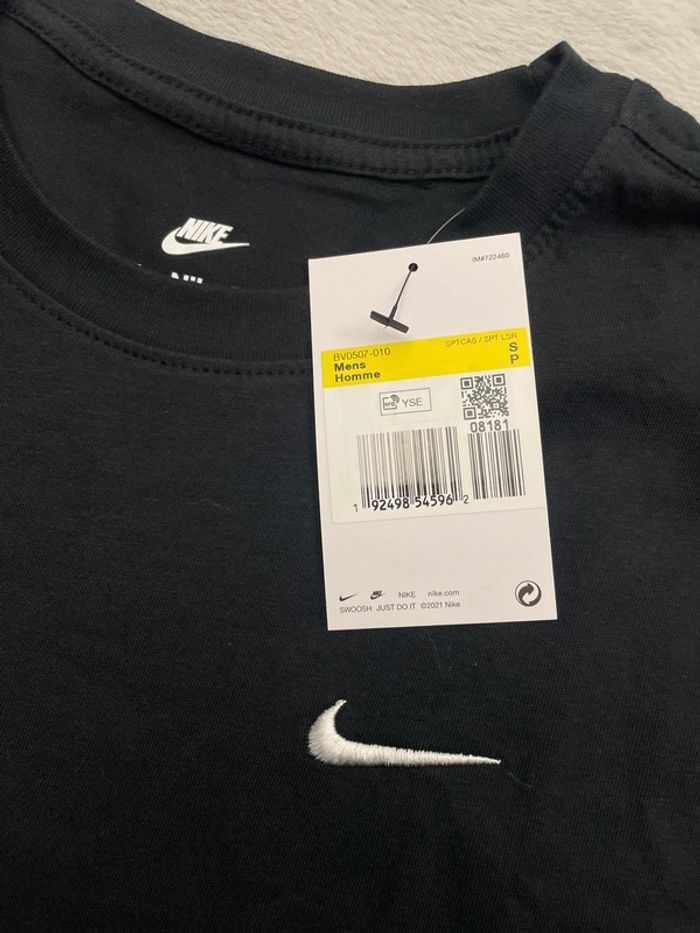 NIKE
IM#722460
BV0507-010
SPTCAS / SPT LSR
Mens
S
Homme
P
RFID
YSE
08181
1 92498 54596 2
NIKE nike.com
SWOOSH JUST DO IT ©2021 Nike